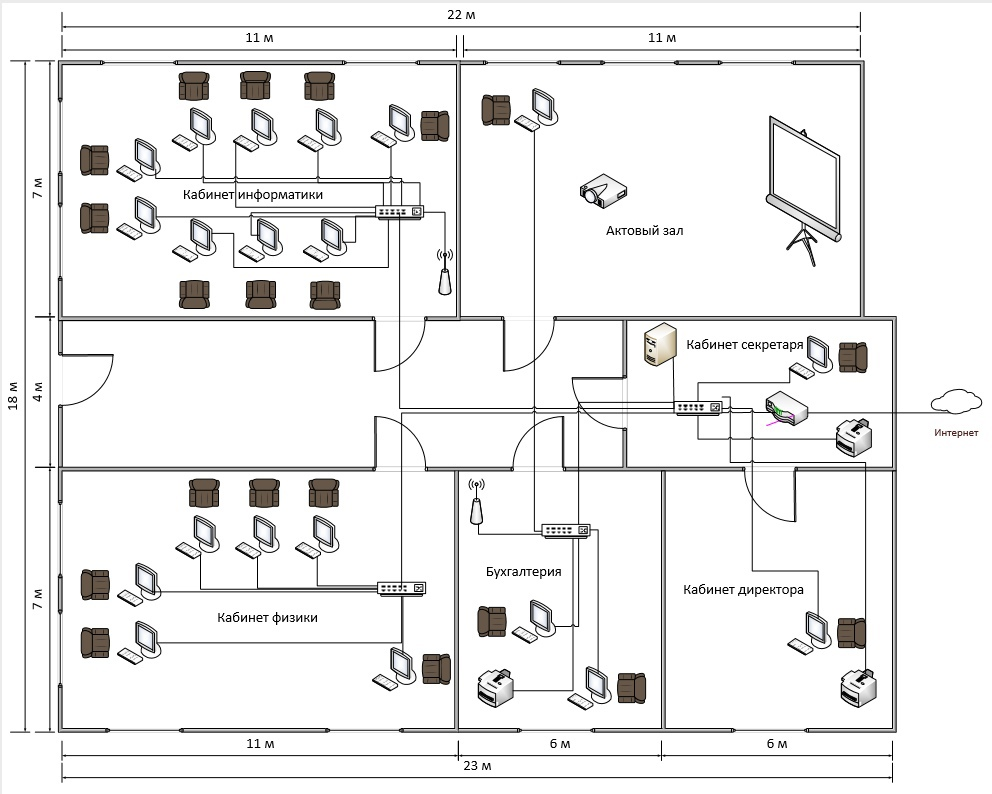 22 м
11 м
11 м
7 м
Кабинет информатики
Актовый зал
18 м
4 м
Кабинет секретаря
Интернет
7 м
Бухгалтерия
Кабинет директора
Кабинет физики
11 м
6 м
6 м
23 м